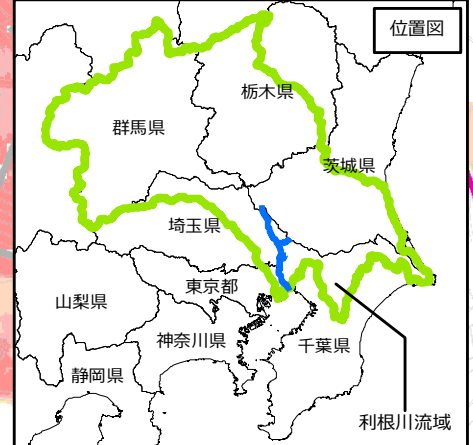 位置図
栃木県
群馬県
茨城県
埼玉県
東京都
山梨県
神奈川県
千葉県
静岡県
利根川流域